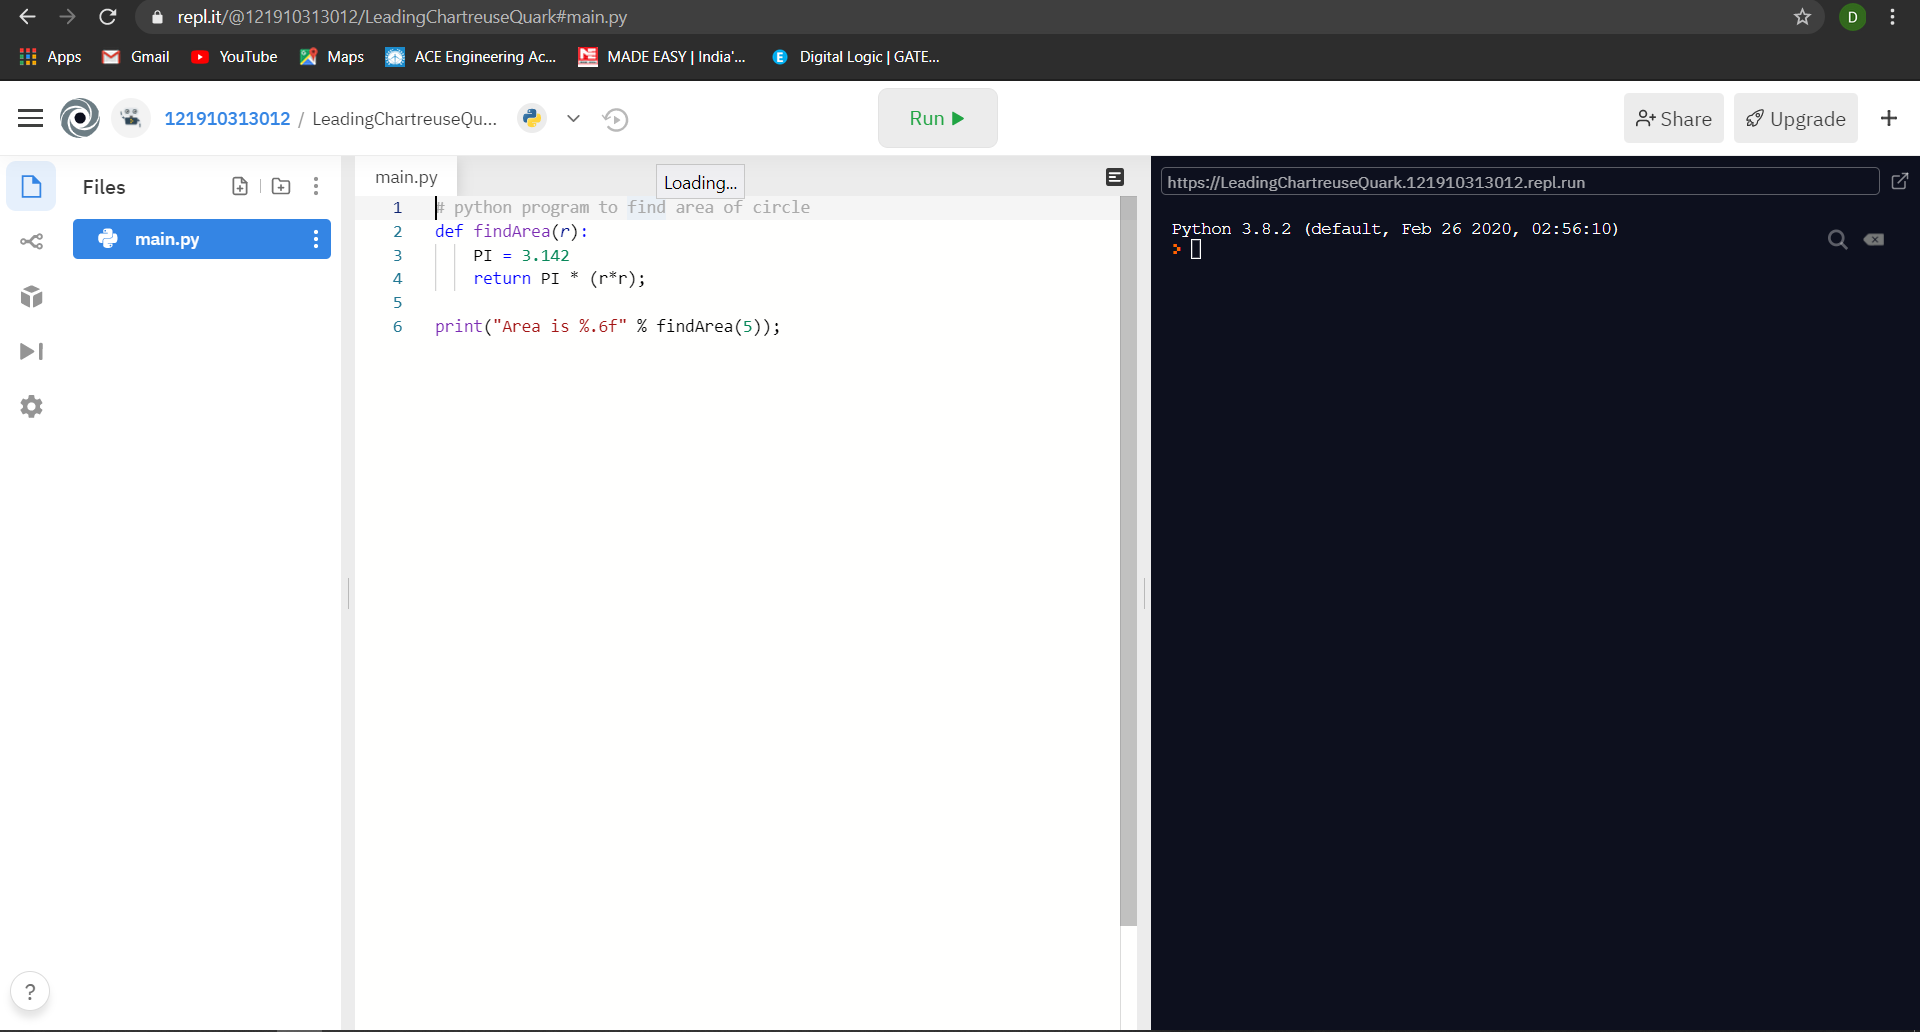 repl.it/@121910313012/LeadingChartreuseQuark#main.py
D
Apps Gmail YouTube Maps ACE Engineering Ac... MADE EASY | India'... Digital Logic | GATE...
121910313012 / LeadingChartreuseQu...
Run
Share
Upgrade
Files
main.py
main.py
Loading...
1 # python program to find area of circle
2 def findArea(r):
3 PI = 3.142
4 return PI * (r*r);
5
6 print("Area is %.6f" % findArea(5));
https://LeadingChartreuseQuark.121910313012.repl.run
Python 3.8.2 (default, Feb 26 2020, 02:56:10)
?